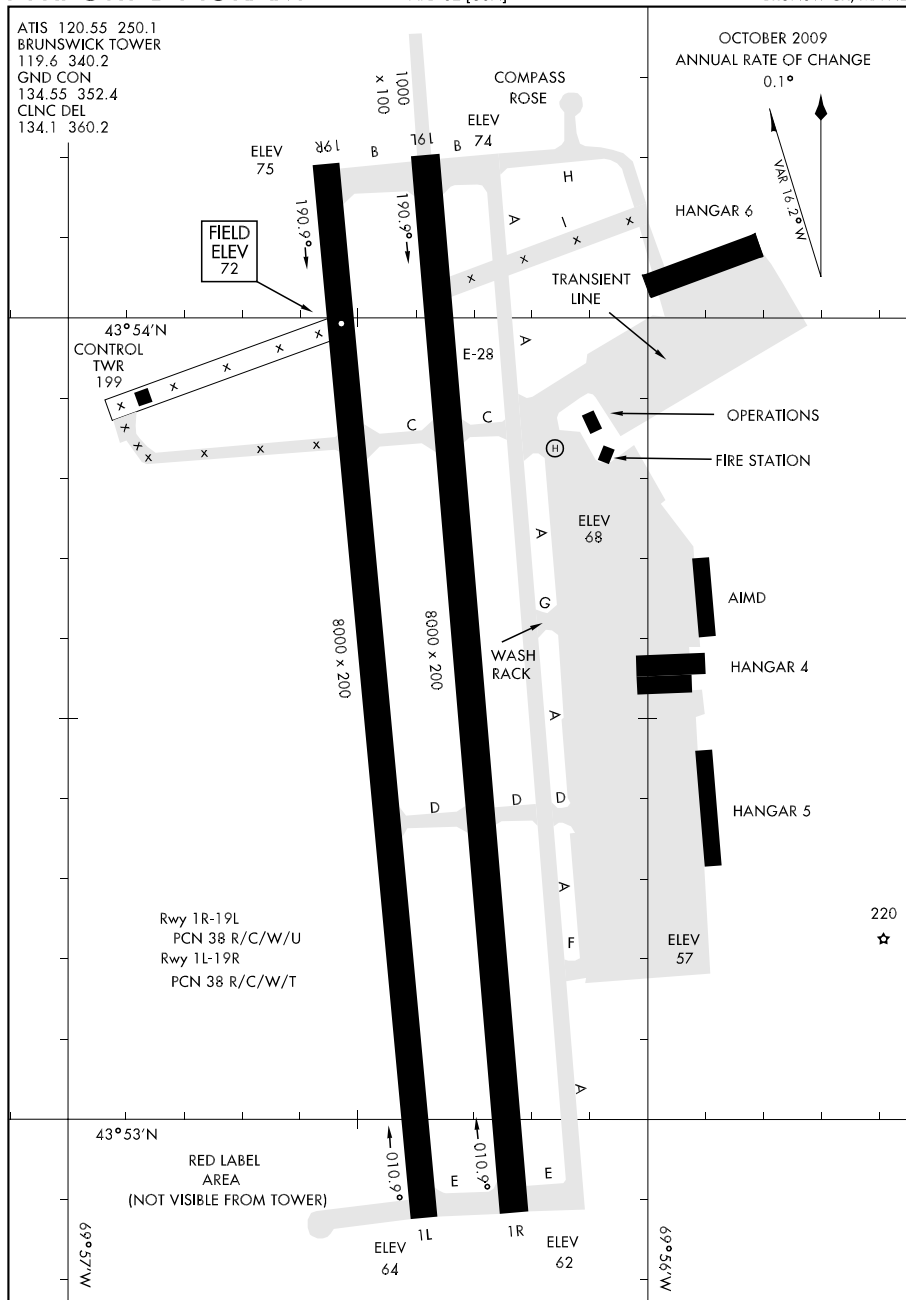 ATIS 120.55 250.1
BRUNSWICK TOWER
119.6 340.2
GND CON
134.55 352.4
CLNC DEL
134.1 360.2
1000
x 100
COMPASS
ROSE
OCTOBER 2009
ANNUAL RATE OF CHANGE
0.1°
VAR 16.2° W
ELEV
75
19R
B
19L
B
ELEV
74
H
A
I
190.9°
190.9°
HANGAR 6
FIELD
ELEV
72
TRANSIENT
LINE
43°54'N
CONTROL
TWR
199
x x x x x
x x x x x x
x x x x
E-28
A
C
C
H
OPERATIONS
FIRE STATION
ELEV
68
A
G
AIMD
WASH
RACK
8000 x 200
8000 x 200
HANGAR 4
A
D
D
D
HANGAR 5
A
F
Rwy 1R-19L
PCN 38 R/C/W/U
Rwy 1L-19R
PCN 38 R/C/W/T
ELEV
57
220
A
43°53'N
RED LABEL
AREA
(NOT VISIBLE FROM TOWER)
010.9°
010.9°
E
E
1L
1R
ELEV
64
ELEV
62
69°57'W
69°56'W